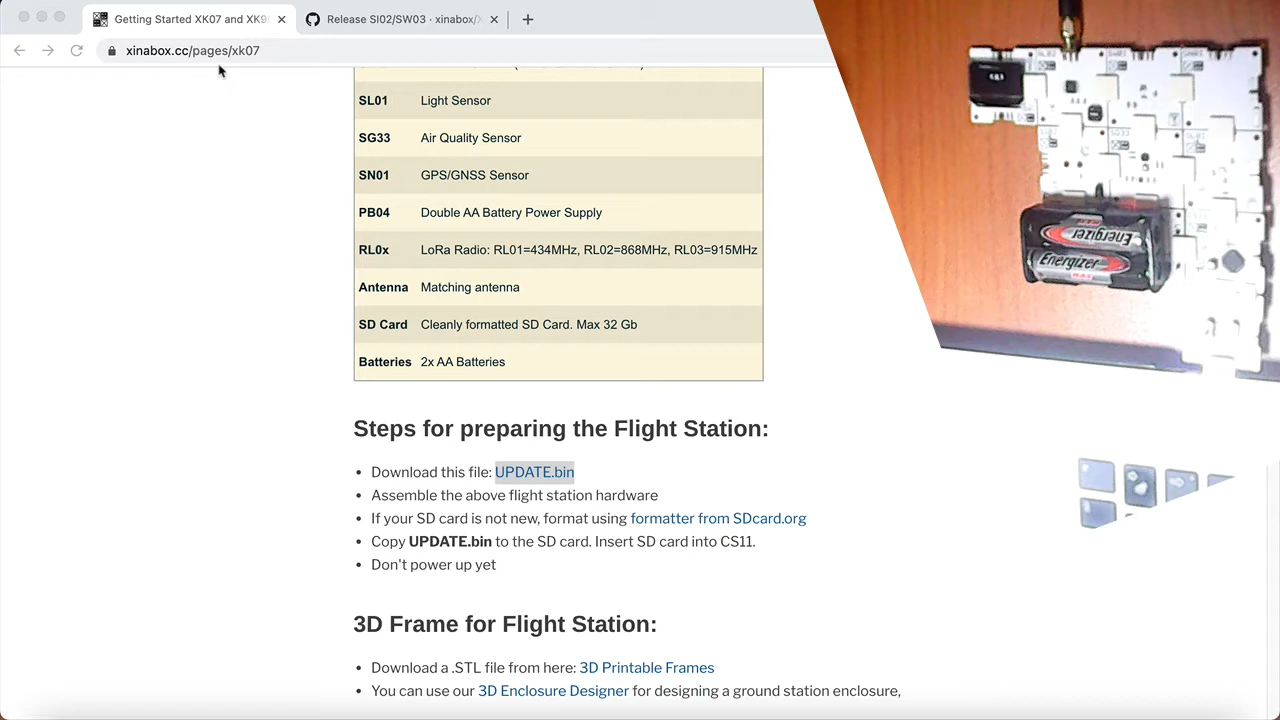 Getting Started XK07 and XK9
Release SI02/SW03 · xinabox/X
xinabox.cc/pages/xk07
SL01 Light Sensor
SG33 Air Quality Sensor
SN01 GPS/GNSS Sensor
PB04 Double AA Battery Power Supply
RL0x LoRa Radio: RL01=434MHz, RL02=868MHz, RL03=915MHz
Antenna Matching antenna
SD Card Cleanly formatted SD Card. Max 32 Gb
Batteries 2x AA Batteries
Steps for preparing the Flight Station:
• Download this file: UPDATE.bin
• Assemble the above flight station hardware
• If your SD card is not new, format using formatter from SDcard.org
• Copy UPDATE.bin to the SD card. Insert SD card into CS11.
• Don't power up yet
3D Frame for Flight Station:
• Download a .STL file from here: 3D Printable Frames
• You can use our 3D Enclosure Designer for designing a ground station enclosure,
SG33
Energizer
Energizer
MAX